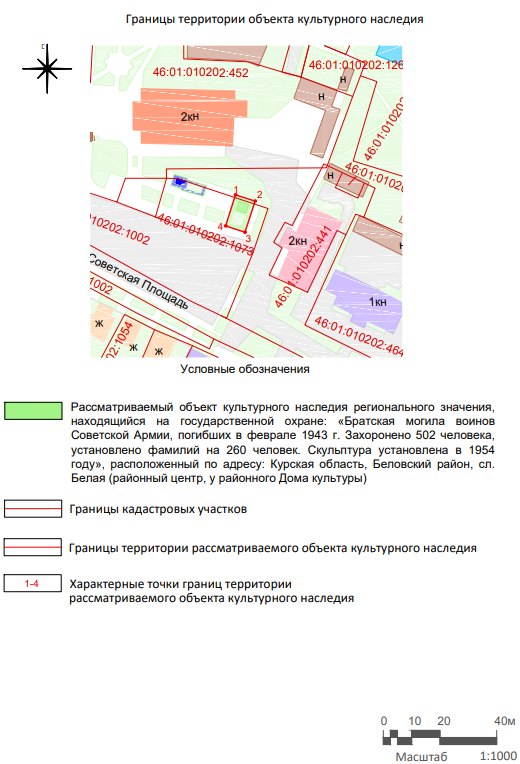 Границы территории объекта культурного наследия
С
46:01:010202:452
46:01:010202:126
н
2кн
н
46:01:010202:
46:01:010202:
н
1
2
3
4
46:01:010202:1073
46:01:010202:441
2кн
н
01:010202:1002
Советская Площадь
1002
1кн
46:01:010202:464
ж
02:1054
ж
ж
Условные обозначения
Рассматриваемый объект культурного наследия регионального значения,
находящийся на государственной охране: «Братская могила воинов
Советской Армии, погибших в феврале 1943 г. Захоронено 502 человека,
установлено фамилий на 260 человек. Скульптура установлена в 1954
году», расположенный по адресу: Курская область, Беловский район, сл.
Белая (районный центр, у районного Дома культуры)
Границы кадастровых участков
Границы территории рассматриваемого объекта культурного наследия
1-4
Характерные точки границ территории
рассматриваемого объекта культурного наследия
0 10 20 40м
Масштаб 1:1000